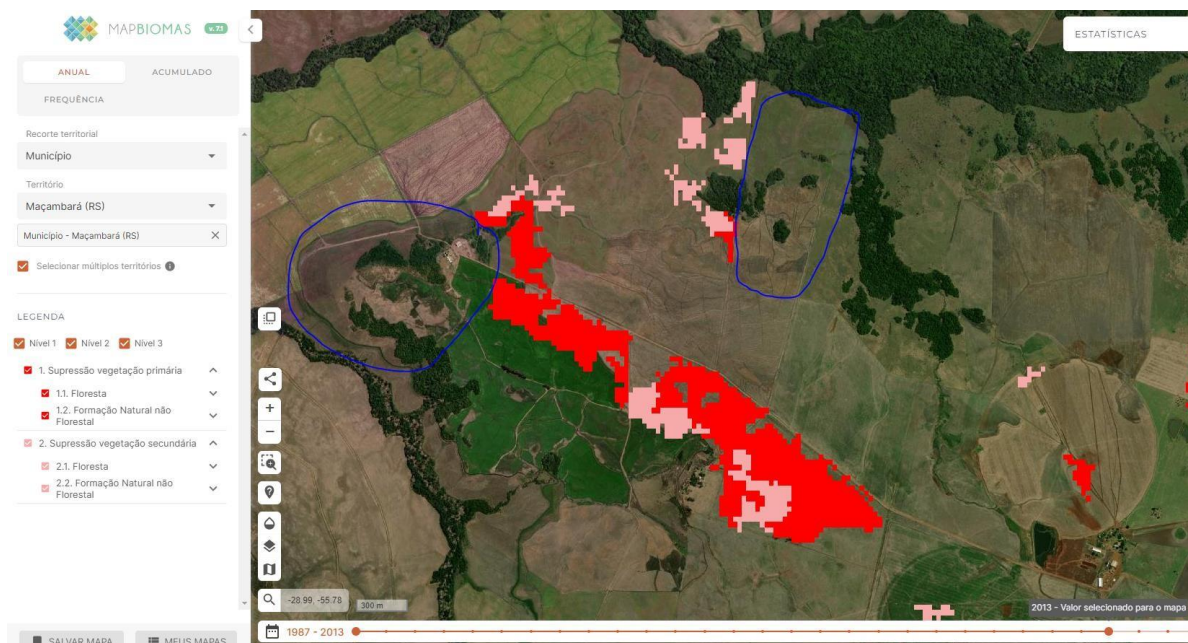 MAPBIOMAS v. 7.1
ESTATÍSTICAS
ANUAL ACUMULADO
FREQUÊNCIA
Recorte territorial
Município
Território
Maçambará (RS)
Município - Maçambará (RS)
Selecionar múltiplos territórios
LEGENDA
Nível 1 Nível 2 Nível 3
1. Supressão vegetação primária
1.1. Floresta
1.2. Formação Natural não
Florestal
2. Supressão vegetação secundária
2.1. Floresta
2.2. Formação Natural não
Florestal
-28.99, -55.78 300 m
2013 - Valor selecionado para o mapa
1987 - 2013
SALVAR MAPA MEUS MAPAS